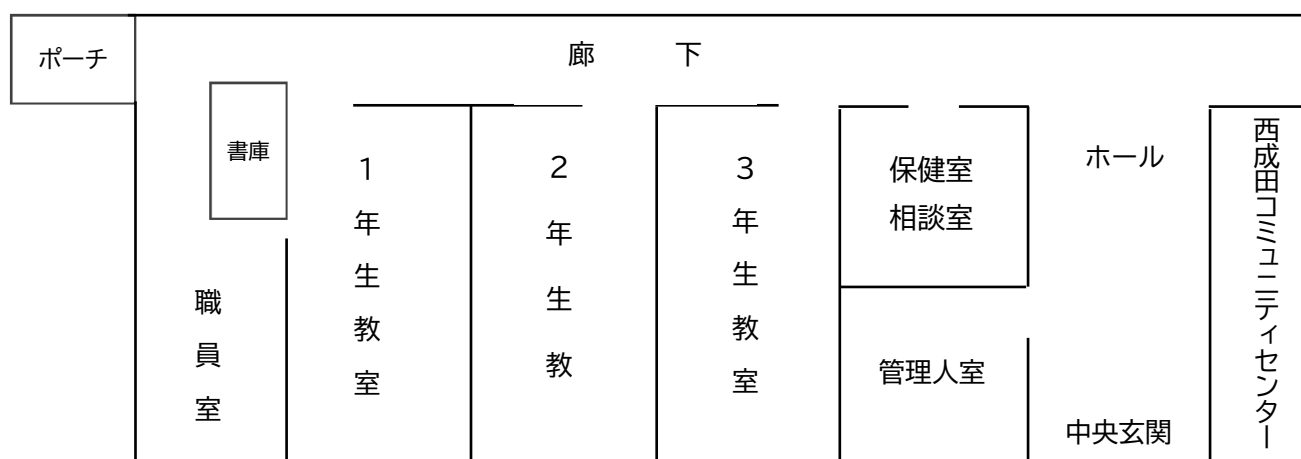 ポーチ
廊 下
書庫
職員室
1年生教室
2年生教
3年生教室
保健室
相談室
管理人室
ホール
中央玄関
西成田コミュニティセンター